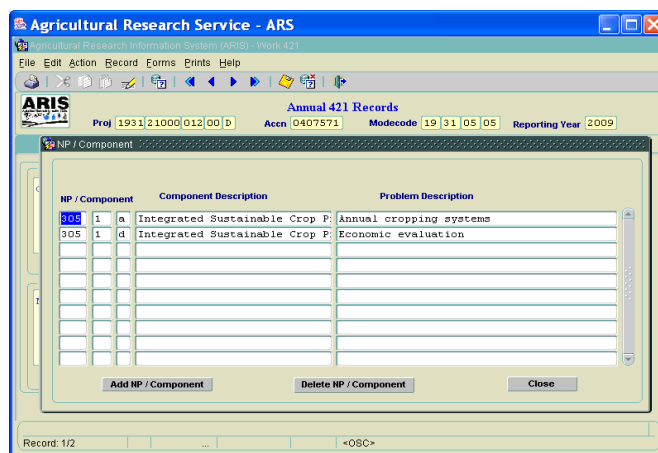 Agricultural Research Service - ARS
Agricultural Research Information System (ARIS) - Work 421
File Edit Action Record Forms Prints Help
ARIS
Annual 421 Records
Proj 1931 21000 012 00 D Accn 0407571 Modecode 19 31 05 05 Reporting Year 2009
NP / Component
NP / Component Component Description Problem Description
305 1 a Integrated Sustainable Crop P Annual cropping systems
305 1 d Integrated Sustainable Crop P Economic evaluation
Add NP / Component Delete NP / Component Close
Record: 1/2 ... <OSC>